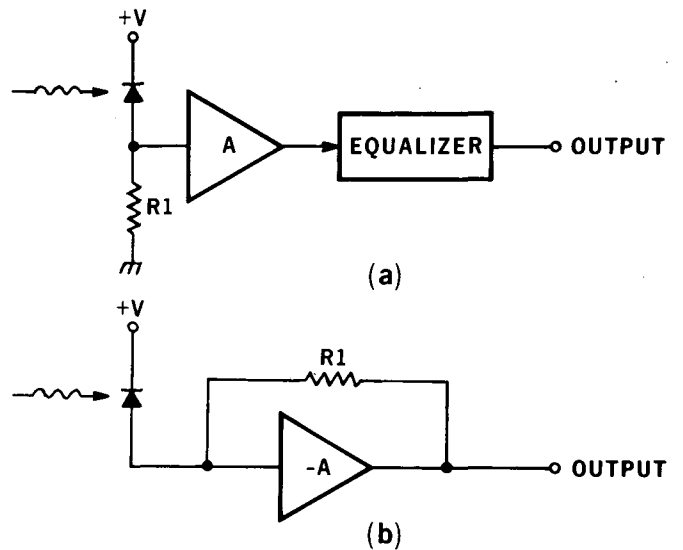 +V
A
EQUALIZER
OUTPUT
R1
(a)
+V
R1
-A
OUTPUT
(b)